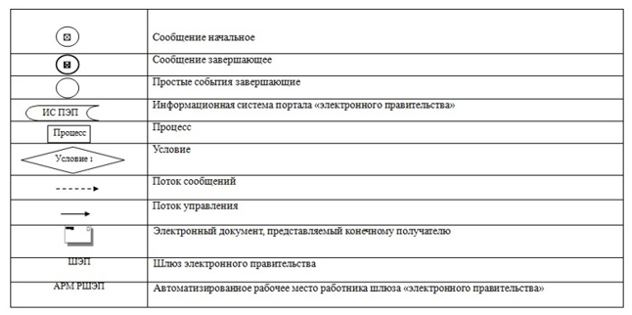 Сообщение начальное
Сообщение завершающее
Простые события завершающие
ИС ПЭП
Информационная система портала «электронного правительства»
Процесс
Процесс
Условие 1
Условие
Поток сообщений
Поток управления
Электронный документ, представляемый конечному получателю
ШЭП
Шлюз электронного правительства
АРМ РШЭП
Автоматизированное рабочее место работника шлюза «электронного правительства»